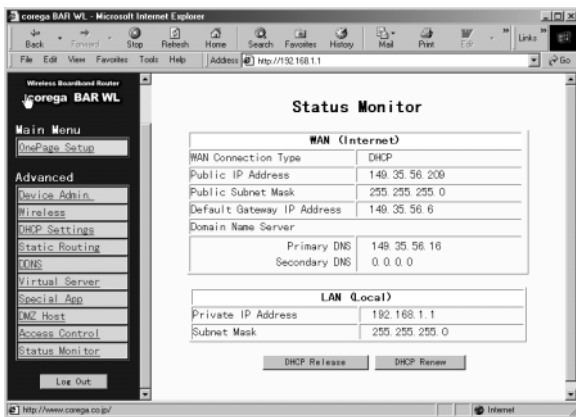 corega BAR WL - Microsoft Internet Explorer
Back Forward Stop Refresh Home Search Favorites History Mail Print Edit » Links »
File Edit View Favorites Tools Help Address http://192.168.1.1 Go
Wireless Boardband Router
corega BAR WL
Main Menu
OnePage Setup
Advanced
Device Admin.
Wireless
DHCP Settings
Static Routing
DDNS
Virtual Server
Special App
DMZ Host
Access Control
Status Monitor
Log Out
Status Monitor
WAN (Internet)
WAN Connection Type DHCP
Public IP Address 149.35.56.209
Public Subnet Mask 255.255.255.0
Default Gateway IP Address 149.35.56.6
Domain Name Server
Primary DNS 149.35.56.16
Secondary DNS 0.0.0.0
LAN (Local)
Private IP Address 192.168.1.1
Subnet Mask 255.255.255.0
DHCP Release DHCP Renew
http://www.corega.co.jp/ Internet